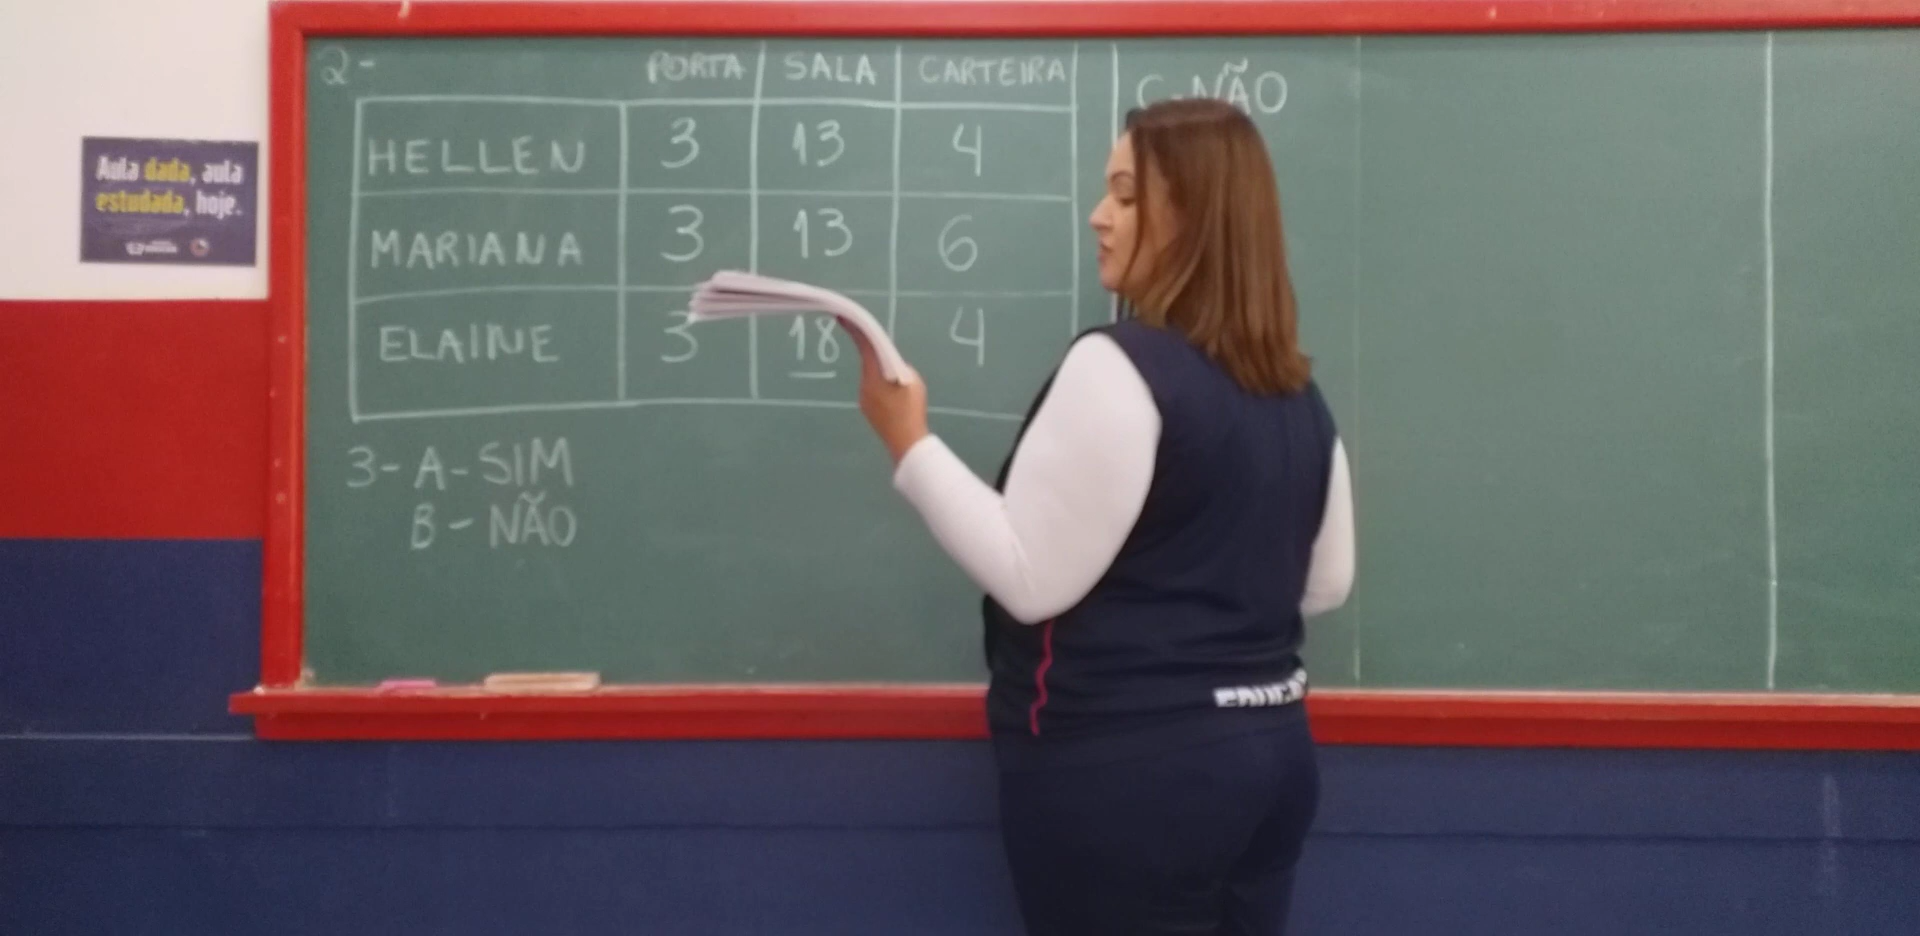 Aula dada, aula
estudada, hoje.
2-
PORTA SALA CARTEIRA
HELLEN 3 13 4
MARIANA 3 13 6
ELAINE 3 18 4
3- A- SIM
B - NÃO
C-NÃO